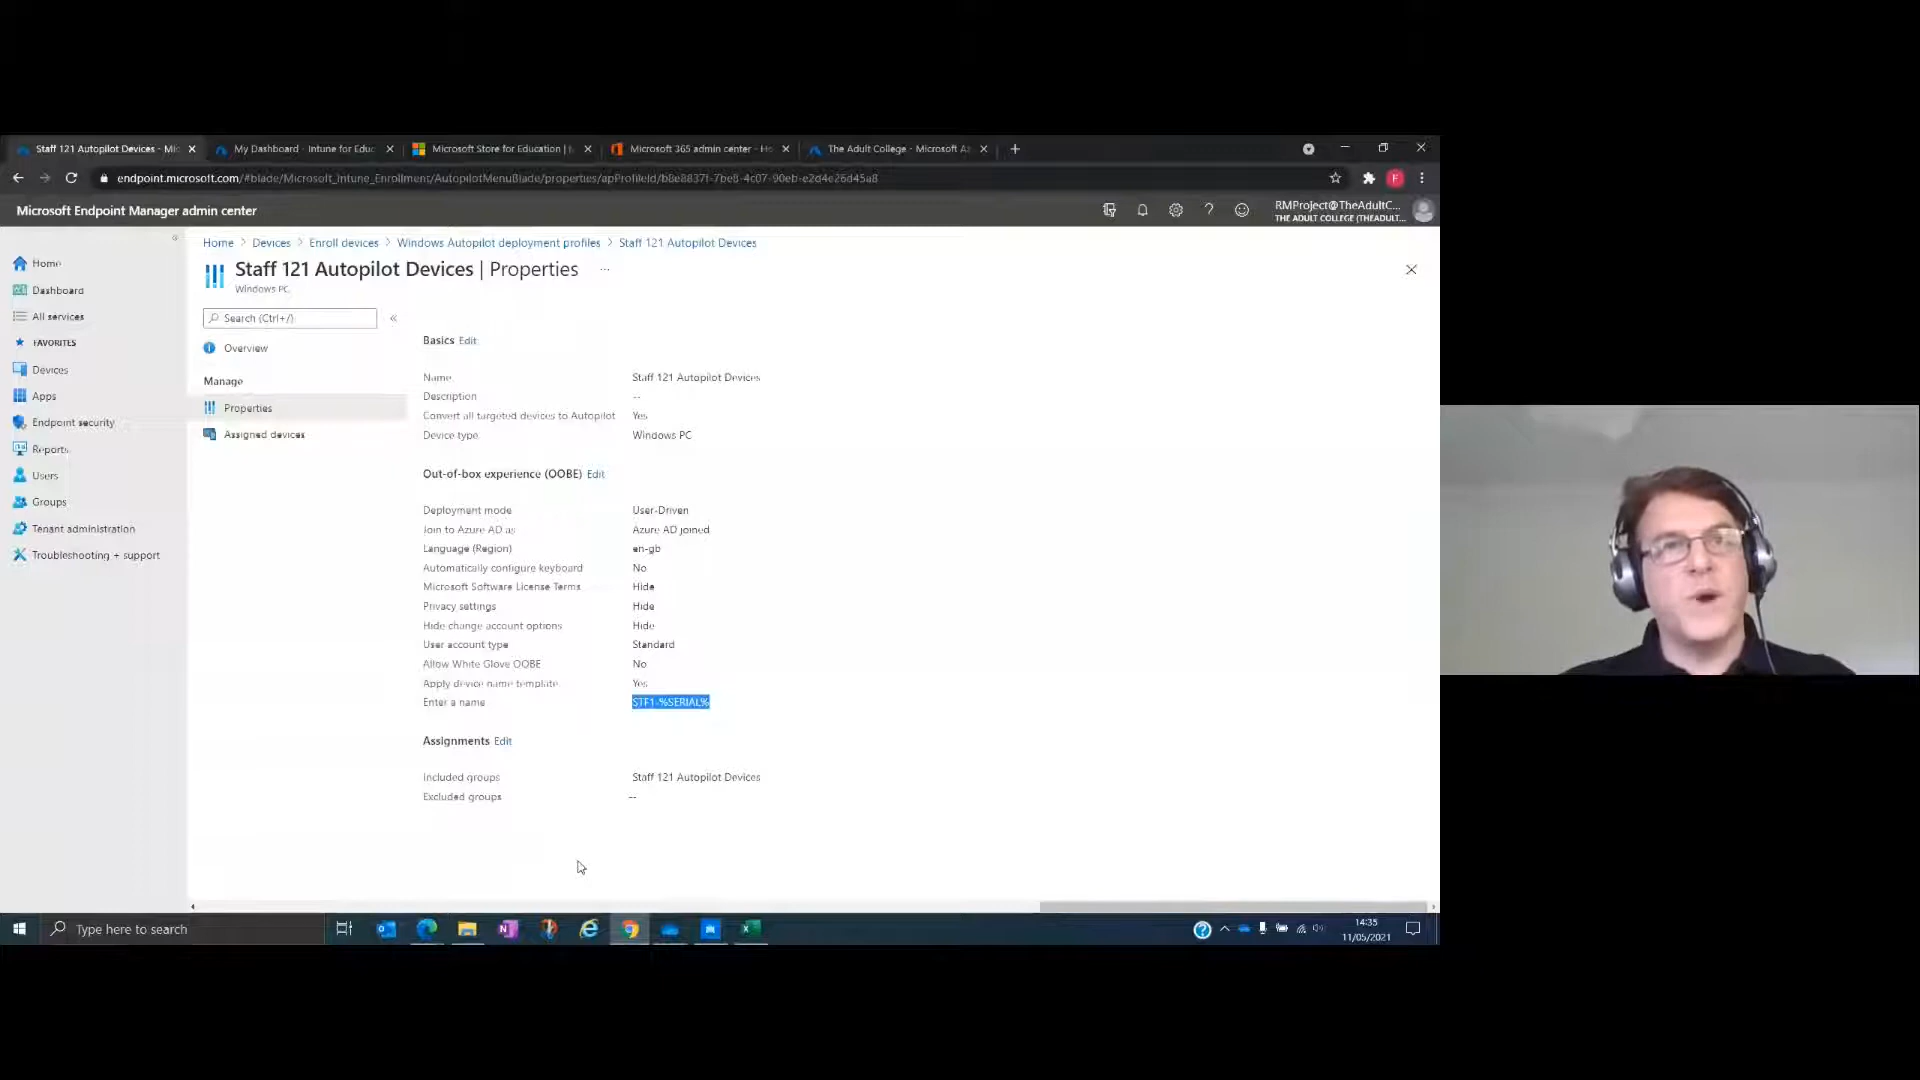 Staff 121 Autopilot Devices - Mic
My Dashboard - Intune for Educ
Microsoft Store for Education |
Microsoft 365 admin center - Ho
The Adult College - Microsoft Az
endpoint.microsoft.com/#blade/Microsoft_Intune_Enrollment/AutopilotMenuBlade/properties/apProfileId/b8e8837f-7be8-4c07-90eb-e2d4e26d45a8
F
Microsoft Endpoint Manager admin center
RMProject@TheAdultC...
THE ADULT COLLEGE (THEADULT...
Home > Devices > Enroll devices > Windows Autopilot deployment profiles > Staff 121 Autopilot Devices
Staff 121 Autopilot Devices | Properties ...
Windows PC
Home
Dashboard
All services
FAVORITES
Devices
Apps
Endpoint security
Reports
Users
Groups
Tenant administration
Troubleshooting + support
Search (Ctrl+/)
«
Overview
Manage
Properties
Assigned devices
Basics Edit
Name Staff 121 Autopilot Devices
Description --
Convert all targeted devices to Autopilot Yes
Device type Windows PC
Out-of-box experience (OOBE) Edit
Deployment mode User-Driven
Join to Azure AD as Azure AD joined
Language (Region) en-gb
Automatically configure keyboard No
Microsoft Software License Terms Hide
Privacy settings Hide
Hide change account options Hide
User account type Standard
Allow White Glove OOBE No
Apply device name template Yes
Enter a name STF1-%SERIAL%
Assignments Edit
Included groups Staff 121 Autopilot Devices
Excluded groups --
Type here to search
14:35
11/05/2021